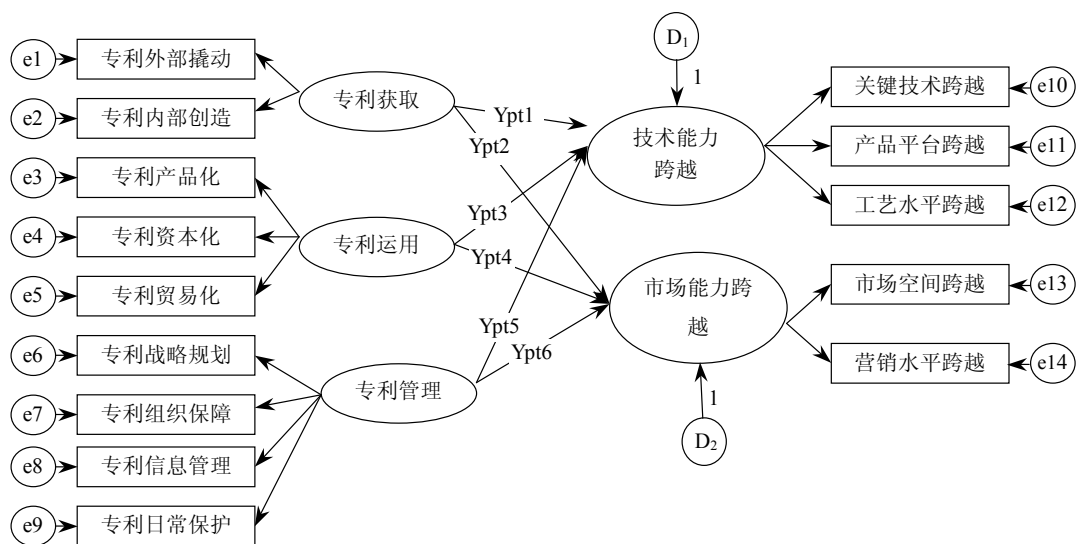 e1
专利外部撬动
e2
专利内部创造
e3
专利产品化
e4
专利资本化
e5
专利贸易化
e6
专利战略规划
e7
专利组织保障
e8
专利信息管理
e9
专利日常保护
专利获取
专利运用
专利管理
Ypt1
Ypt2
Ypt3
Ypt4
Ypt5
Ypt6
D1
1
技术能力
跨越
市场能力跨
越
1
D2
关键技术跨越
e10
产品平台跨越
e11
工艺水平跨越
e12
市场空间跨越
e13
营销水平跨越
e14